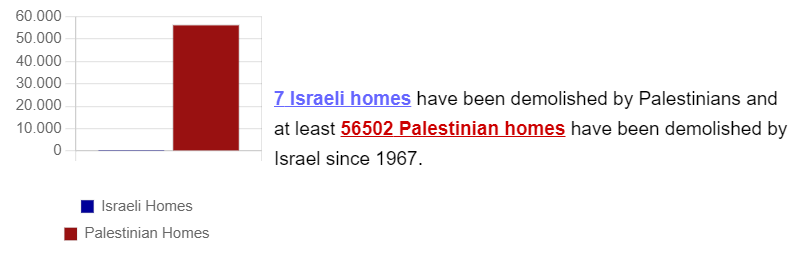 60.000
50.000
40.000
30.000
20.000
10.000
0
7 Israeli homes have been demolished by Palestinians and
at least 56502 Palestinian homes have been demolished by
Israel since 1967.
Israeli Homes
Palestinian Homes